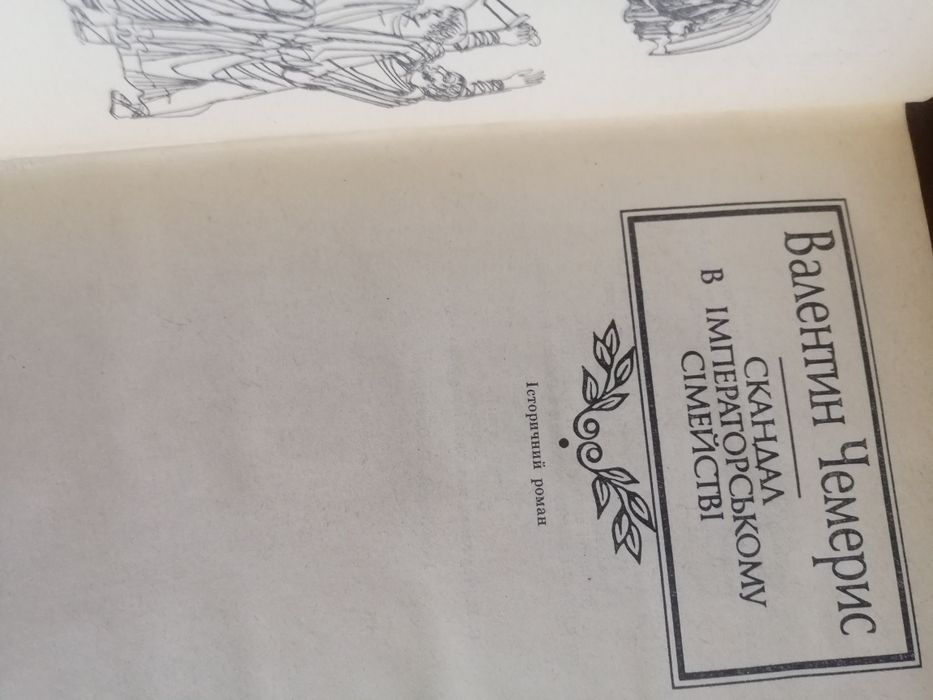 Валентин Чемерис
СКАНДАЛ
В ІМПЕРАТОРСЬКОМУ
СІМЕЙСТВІ
Історичний роман